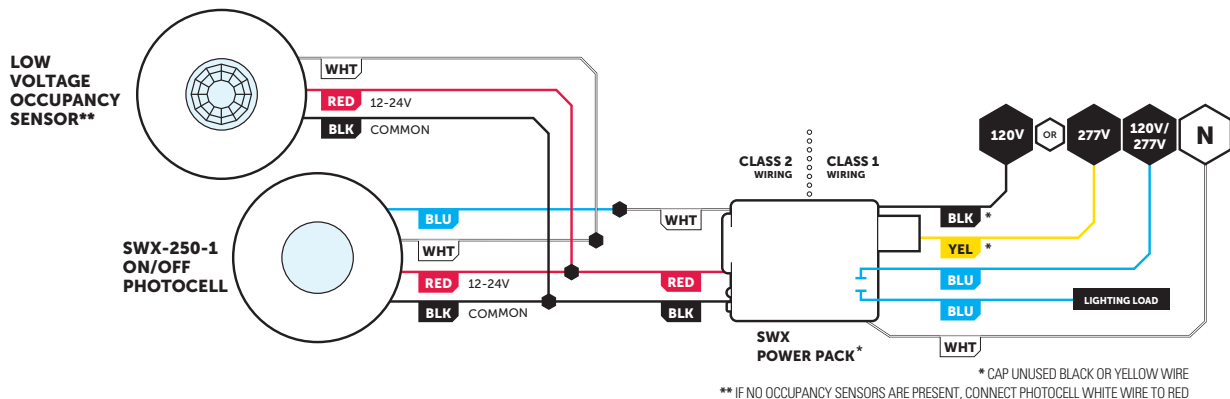 LOW
VOLTAGE
OCCUPANCY
SENSOR**
WHT
RED 12-24V
BLK COMMON
SWX-250-1
ON/OFF
PHOTOCELL
BLU
WHT
RED 12-24V
BLK COMMON
WHT
RED
BLK
CLASS 2
WIRING
CLASS 1
WIRING
SWX
POWER PACK*
120V
OR
277V
120V/
277V
N
BLK *
YEL *
BLU
BLU
LIGHTING LOAD
WHT
* CAP UNUSED BLACK OR YELLOW WIRE
** IF NO OCCUPANCY SENSORS ARE PRESENT, CONNECT PHOTOCELL WHITE WIRE TO RED